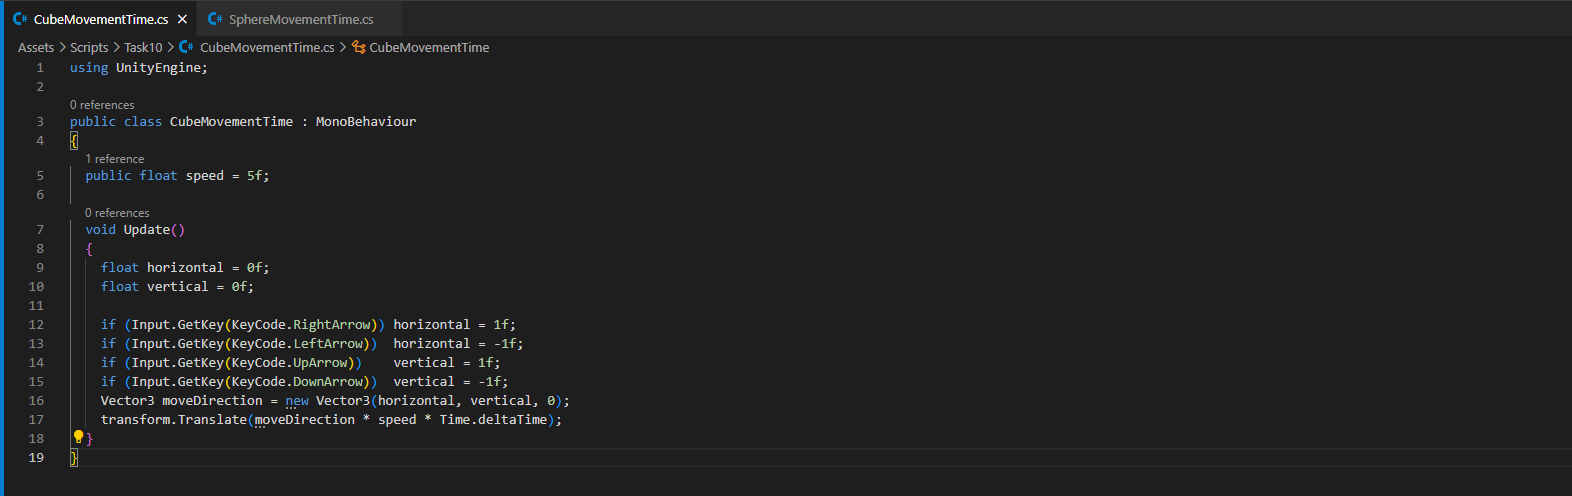 CubeMovementTime.cs SphereMovementTime.cs
Assets > Scripts > Task10 > CubeMovementTime.cs > CubeMovementTime
1 using UnityEngine;
2
0 references
3 public class CubeMovementTime : MonoBehaviour
4 {
1 reference
5 public float speed = 5f;
6
0 references
7 void Update()
8 {
9 float horizontal = 0f;
10 float vertical = 0f;
11
12 if (Input.GetKey(KeyCode.RightArrow)) horizontal = 1f;
13 if (Input.GetKey(KeyCode.LeftArrow))  horizontal = -1f;
14 if (Input.GetKey(KeyCode.UpArrow))    vertical = 1f;
15 if (Input.GetKey(KeyCode.DownArrow))  vertical = -1f;
16 Vector3 moveDirection = new Vector3(horizontal, vertical, 0);
17 transform.Translate(moveDirection * speed * Time.deltaTime);
18 }
19 }